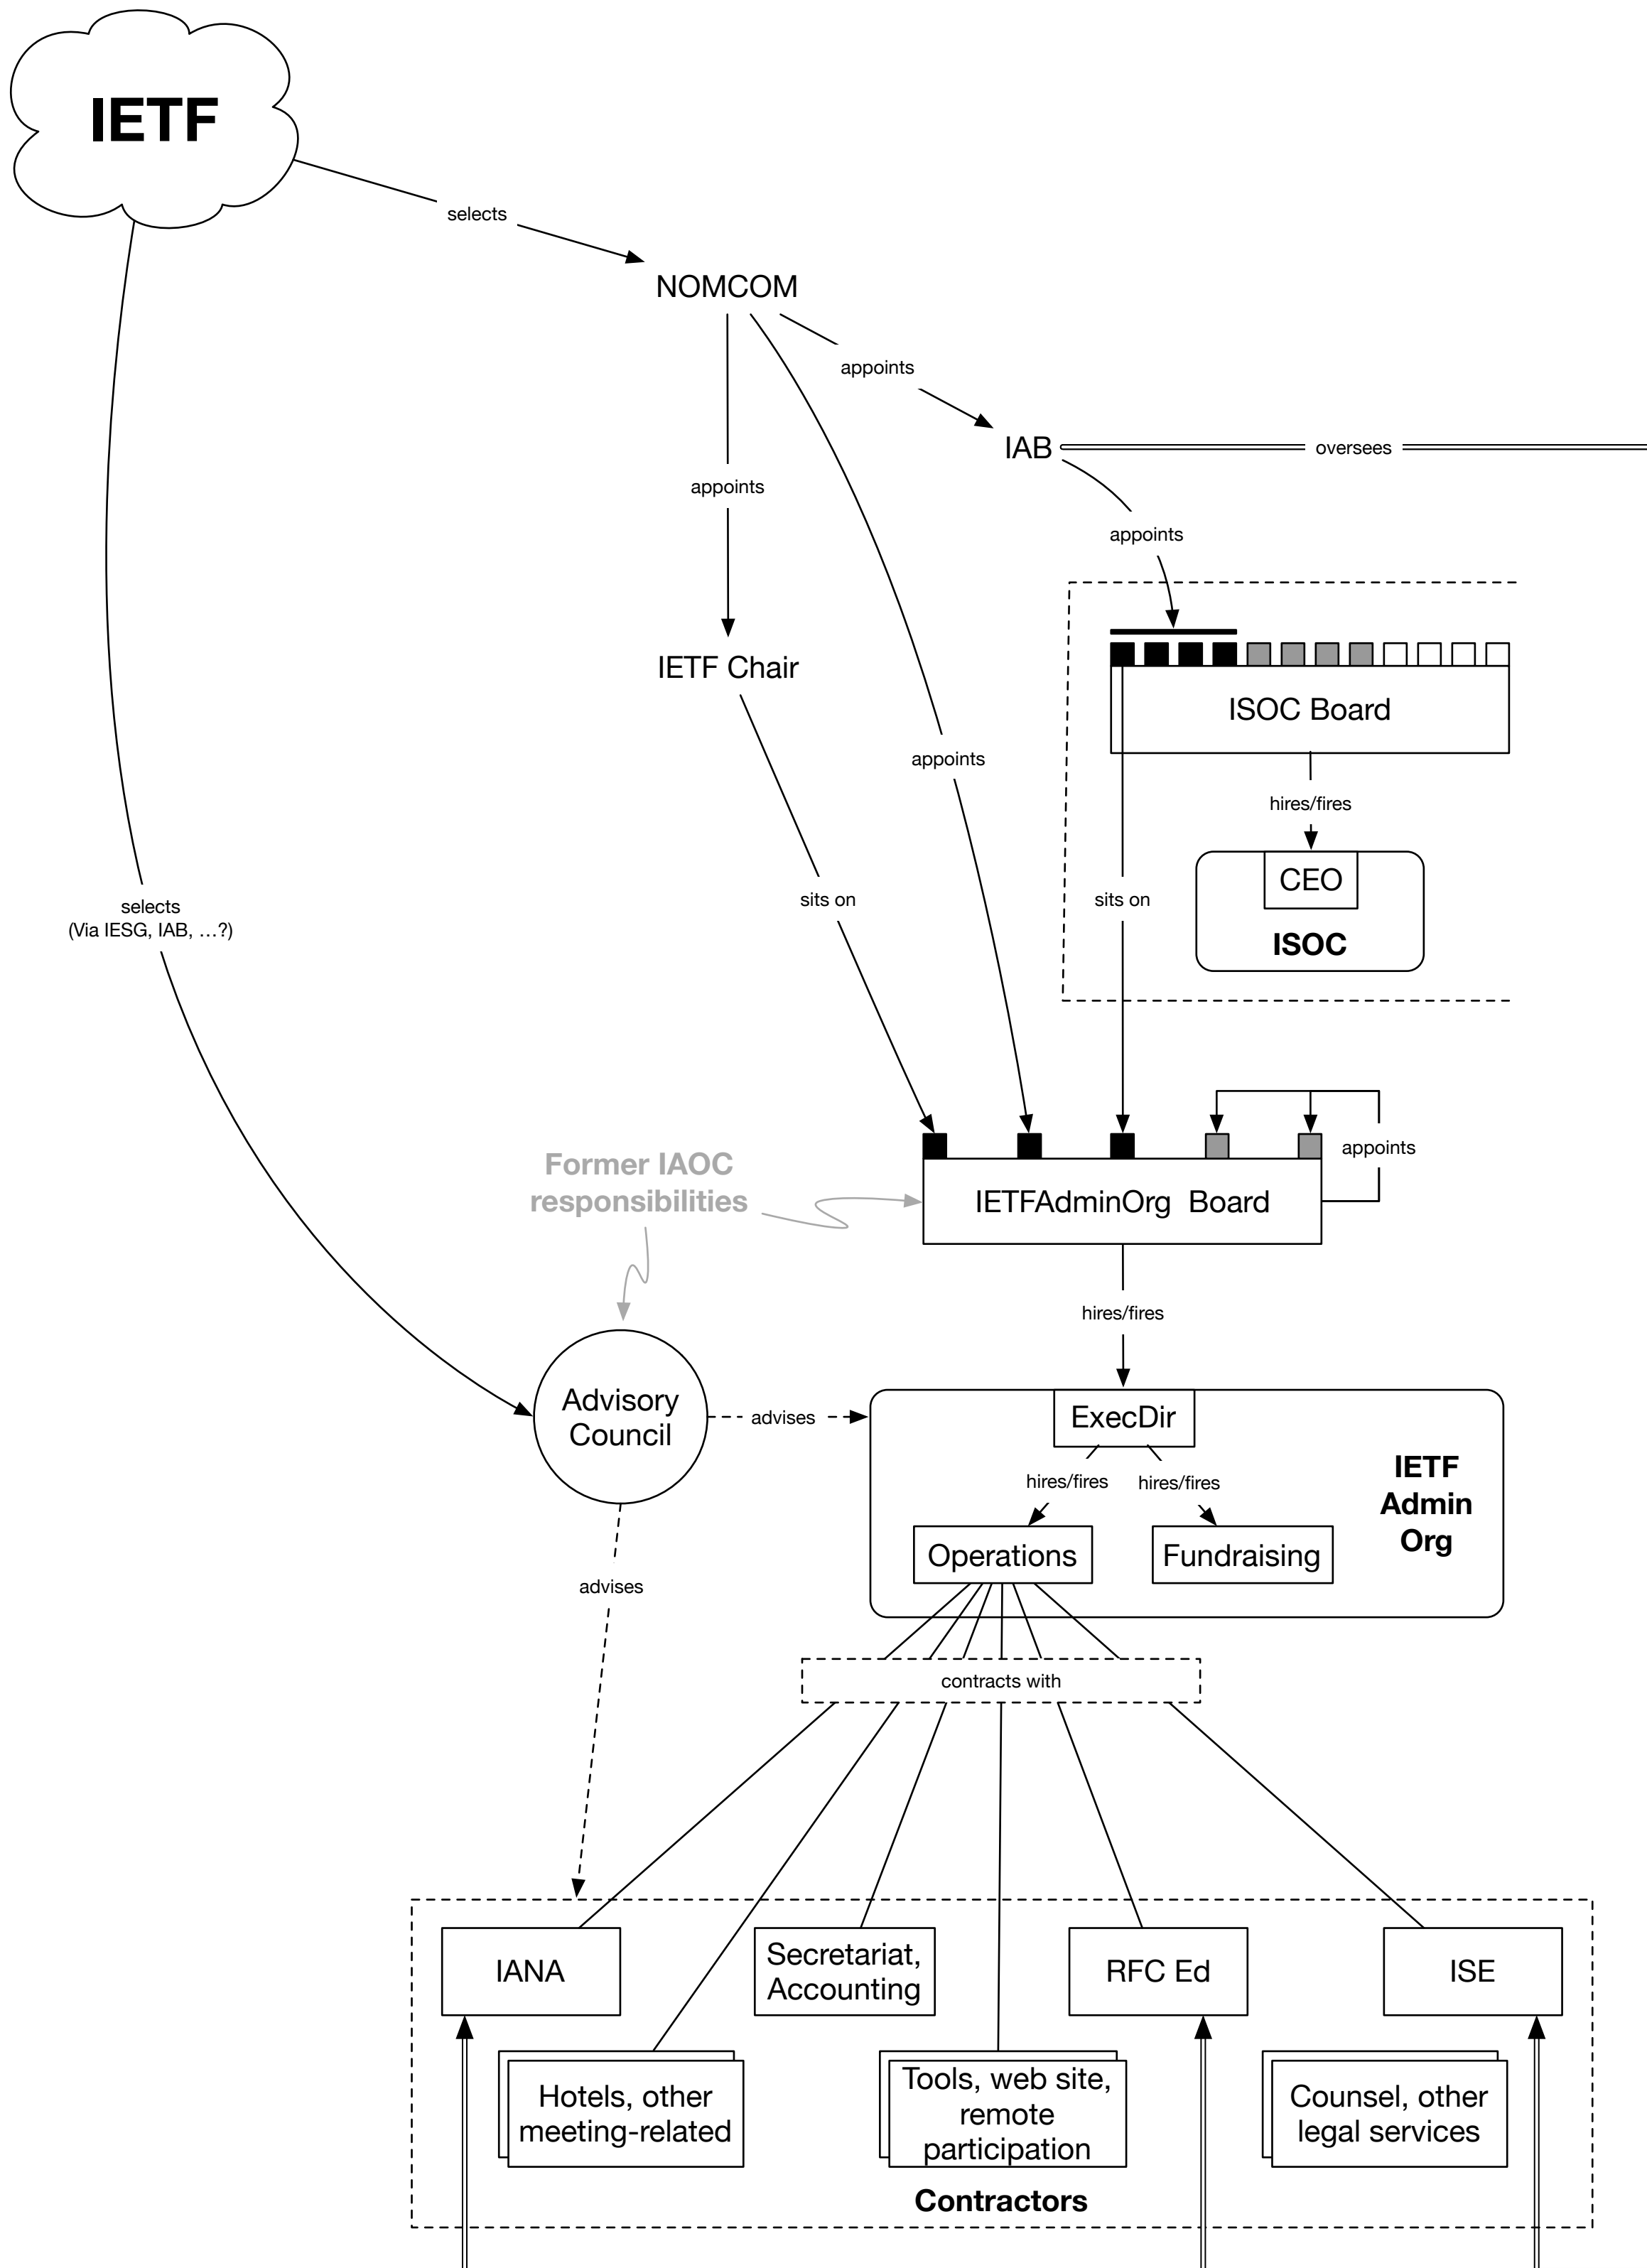 IETF
selects
NOMCOM
appoints
IAB
oversees
appoints
appoints
IETF Chair
ISOC Board
appoints
hires/fires
CEO
sits on
sits on
selects
(Via IESG, IAB, …?)
ISOC
appoints
Former IAOC
responsibilities
IETFAdminOrg Board
hires/fires
Advisory
Council
advises
ExecDir
hires/fires
hires/fires
IETF
Admin
Org
Operations
Fundraising
advises
contracts with
IANA
Secretariat,
Accounting
RFC Ed
ISE
Hotels, other
meeting-related
Tools, web site,
remote
participation
Counsel, other
legal services
Contractors